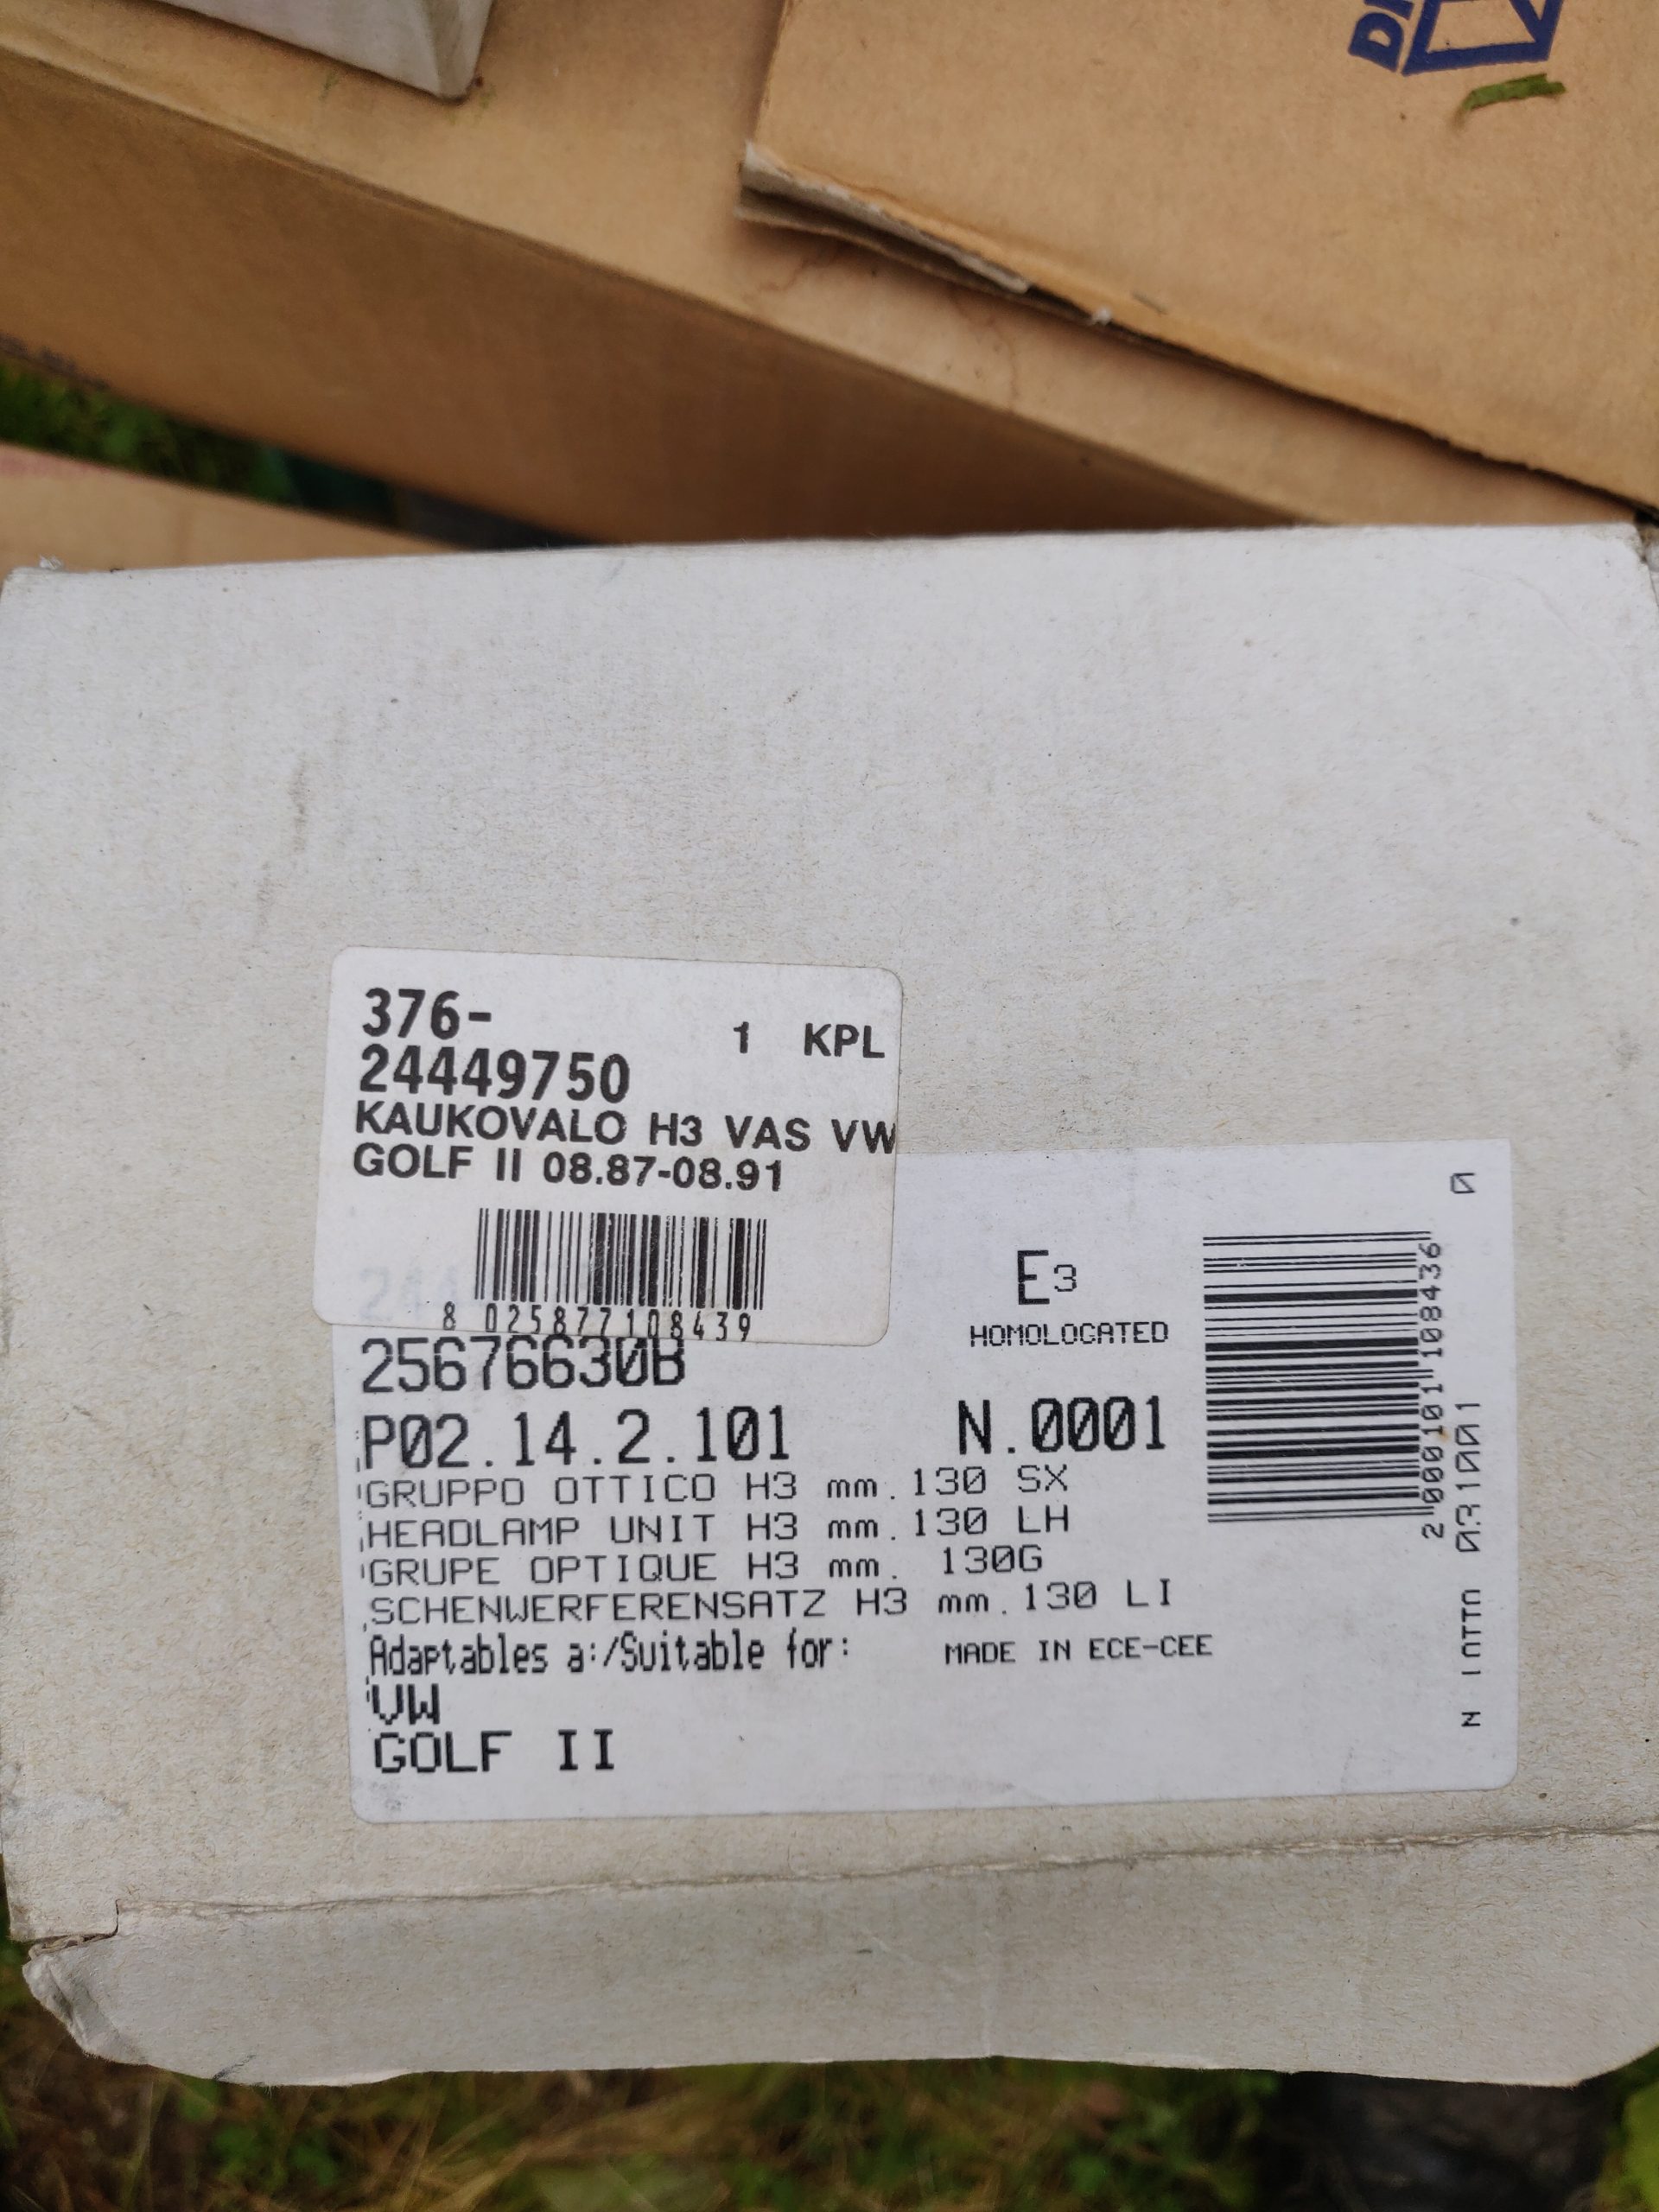 376-
1 KPL
24449750
KAUKOVALO H3 VAS VW
GOLF II 08.87-08.91
8 025877108439
25676630B
E3
HOMOLOGATED
P02.14.2.101 N.0001
GRUPPO OTTICO H3 mm.130 SX
HEADLAMP UNIT H3 mm.130 LH
GRUPE OPTIQUE H3 mm. 130G
SCHENWERFERENSATZ H3 mm.130 LI
Adaptables a:/Suitable for: MADE IN ECE-CEE
VW
GOLF II
2 000101 108436